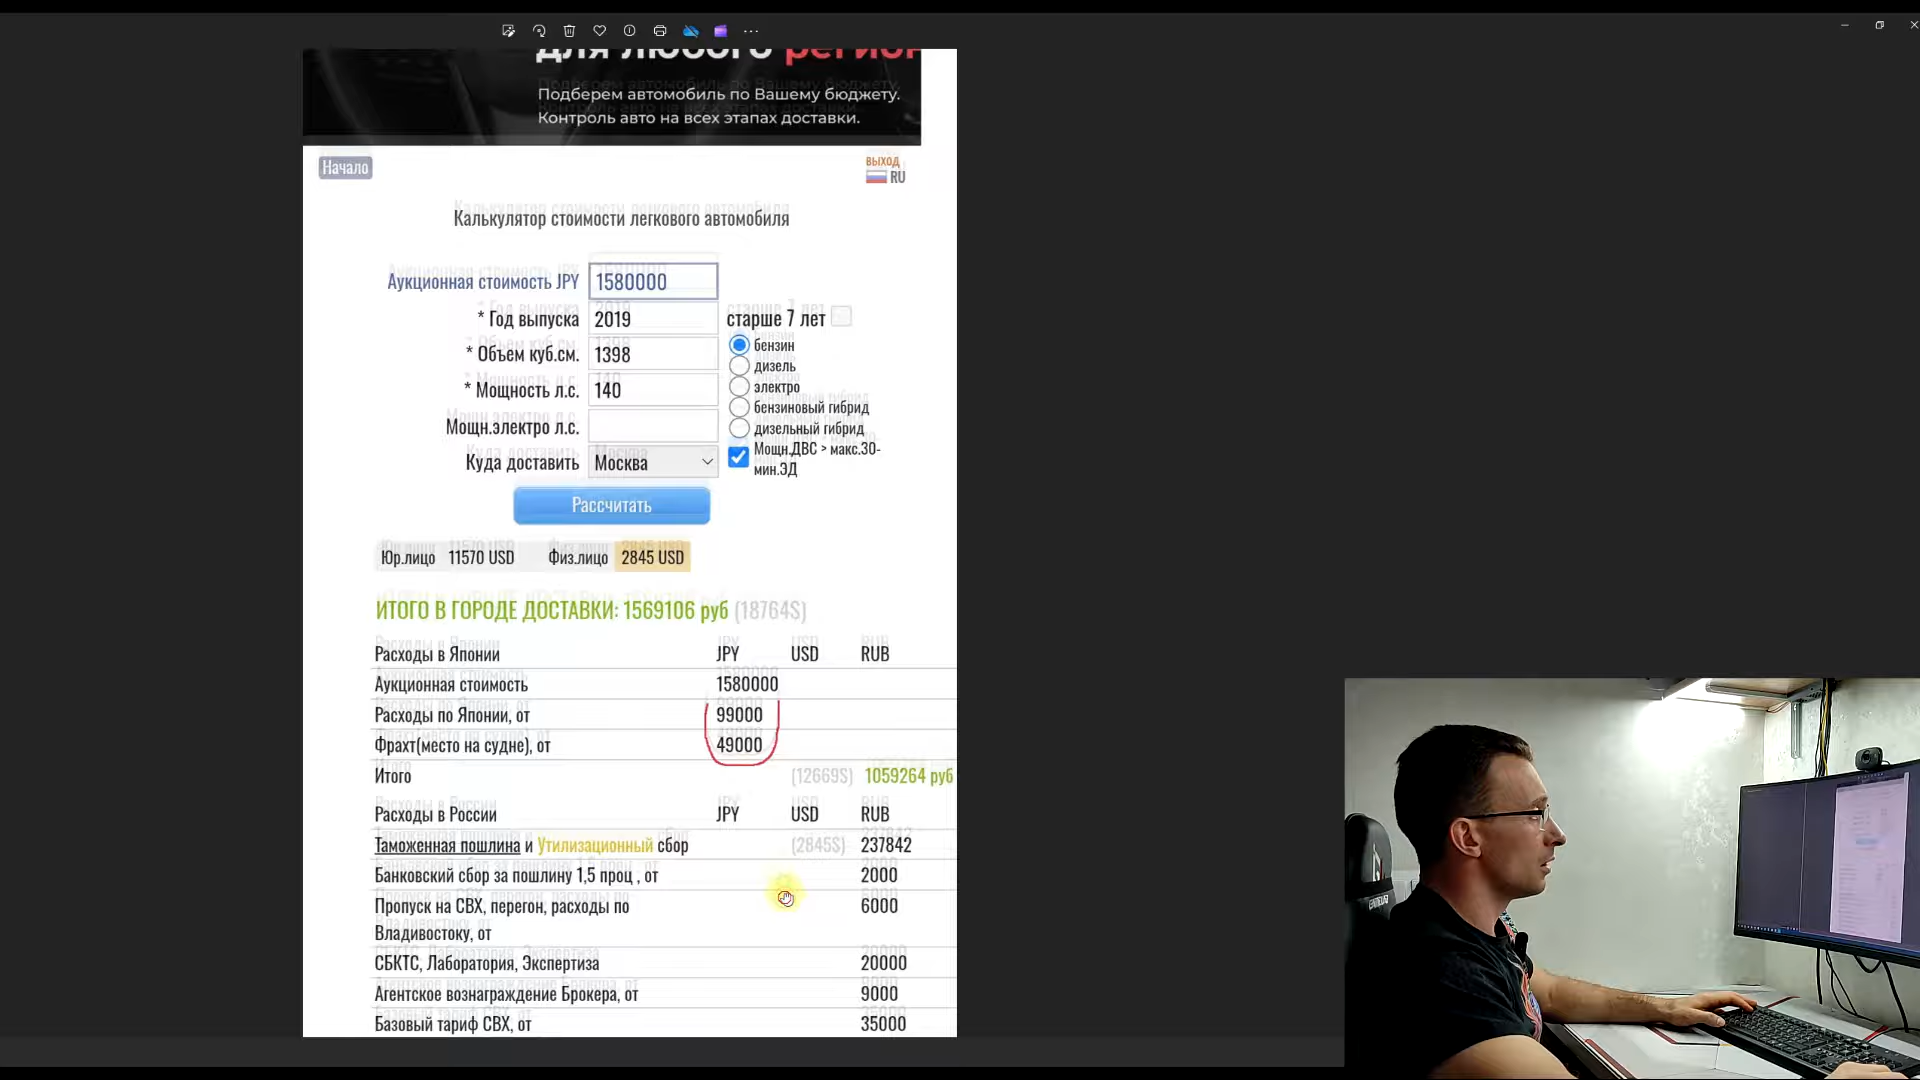 для любого регион
Подберем автомобиль по Вашему бюджету.
Контроль авто на всех этапах доставки.
Начало
выход
RU
Калькулятор стоимости легкового автомобиля
Аукционная стоимость JPY 1580000
* Год выпуска 2019 старше 7 лет
* Объем куб.см. 1398 бензин
дизель
* Мощность л.с. 140 электро
бензиновый гибрид
Мощн.электро л.с. дизельный гибрид
Куда доставить Москва Мощн.ДВС > макс.30-
мин.ЭД
Рассчитать
Юр.лицо 11570 USD Физ.лицо 2845 USD
ИТОГО В ГОРОДЕ ДОСТАВКИ: 1569106 руб (18764$)
Расходы в Японии JPY USD RUB
Аукционная стоимость 1580000
Расходы по Японии, от 99000
Фрахт(место на судне), от 49000
Итого (12669$) 1059264 руб
Расходы в России JPY USD RUB
Таможенная пошлина и Утилизационный сбор (2845$) 237842
Банковский сбор за пошлину 1,5 проц , от 2000
Пропуск на СВХ, перегон, расходы по 6000
Владивостоку, от
СБКТС, Лаборатория, Экспертиза 20000
Агентское вознаграждение Брокера, от 9000
Базовый тариф СВХ, от 35000